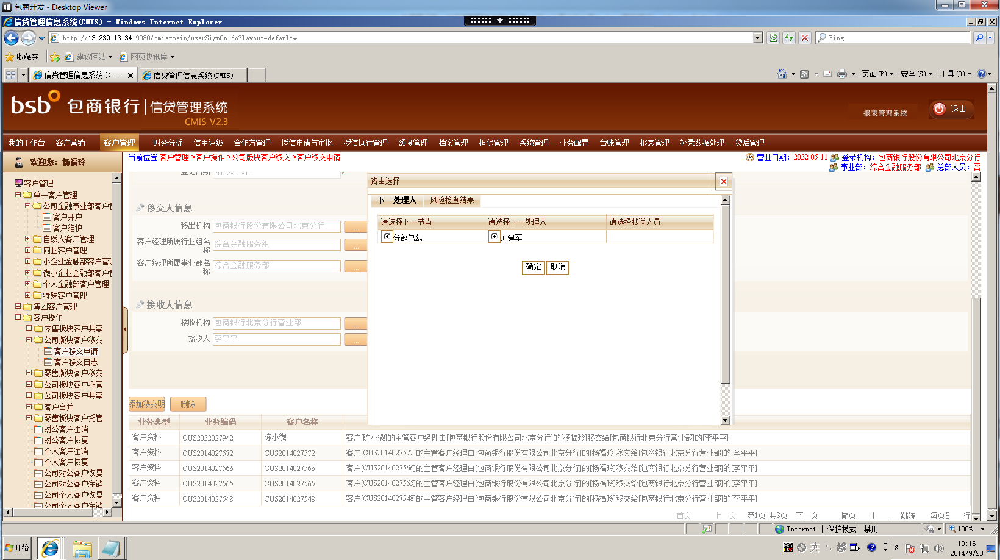 包商开发 - Desktop Viewer
信贷管理信息系统(CMIS) - Windows Internet Explorer
http://13.239.13.34:9080/cmis-main/userSignOn.do?layout=default#
Bing
收藏夹
建议网站
网页快讯库
信贷管理信息系统(C...
信贷管理信息系统(CMIS)
页面(P)
安全(S)
工具(O)
bsb 包商银行 | 信贷管理系统
CMIS V2.3
报表管理系统
退出
我的工作台 客户营销 客户管理 财务分析 信用评级 合作方管理 授信申请与审批 授信执行管理 额度管理 档案管理 担保管理 系统管理 业务配置 台账管理 报表管理 补录数据处理 贷后管理
欢迎您：杨福玲
当前位置:客户管理->客户操作->公司版块客户移交->客户移交申请
营业日期：2032-05-11 登录机构：包商银行股份有限公司北京分行
事业部：综合金融服务部 总部人员：否
客户管理
单一客户管理
公司金融事业部客户管
客户开户
客户维护
自然人客户管理
同业客户管理
小企业金融部客户管理
微小企业金融部客户管
个人金融部客户管理
特殊客户管理
集团客户管理
客户操作
零售板块客户共享
公司版块客户移交
客户移交申请
客户移交日志
零售版块客户移交
公司板块客户托管
公司板块客户共享
客户合并
零售板块客户托管
对公客户注销
对公客户恢复
个人客户注销
个人客户恢复
公司对公客户恢复
公司对公客户注销
公司个人客户恢复
公司个人客户注销
登记日期 2032-05-11 *
移交人信息
移出机构 包商银行股份有限公司北京分行 ...
客户经理所属行业组名称 综合金融服务组 ...
客户经理所属事业部名称 综合金融服务部 ...
接收人信息
接收机构 包商银行北京分行营业部 ...
接收人 李平平 ...
路由选择
下一处理人 风险检查结果
请选择下一节点 请选择下一处理人 请选择抄送人员
分部总裁 刘建军
确定 取消
添加移交明 删除
业务类型 业务编码 客户名称
客户资料 CUS2032027942 陈小微 客户[陈小微]的主管客户经理由[包商银行股份有限公司北京分行]的[杨福玲]移交给[包商银行北京分行营业部]的[李平平]
客户资料 CUS2014027572 CUS2014027572 客户[CUS2014027572]的主管客户经理由[包商银行股份有限公司北京分行]的[杨福玲]移交给[包商银行北京分行营业部]的[李平平]
客户资料 CUS2014027566 CUS2014027566 客户[CUS2014027566]的主管客户经理由[包商银行股份有限公司北京分行]的[杨福玲]移交给[包商银行北京分行营业部]的[李平平]
客户资料 CUS2014027565 CUS2014027565 客户[CUS2014027565]的主管客户经理由[包商银行股份有限公司北京分行]的[杨福玲]移交给[包商银行北京分行营业部]的[李平平]
客户资料 CUS2014027548 CUS2014027548 客户[CUS2014027548]的主管客户经理由[包商银行股份有限公司北京分行]的[杨福玲]移交给[包商银行北京分行营业部]的[李平平]
首页 上一页 第1页 共3页 下一页 尾页 1 跳转 每页5 行
Internet | 保护模式: 禁用
100%
开始
英
10:16
2014/9/23